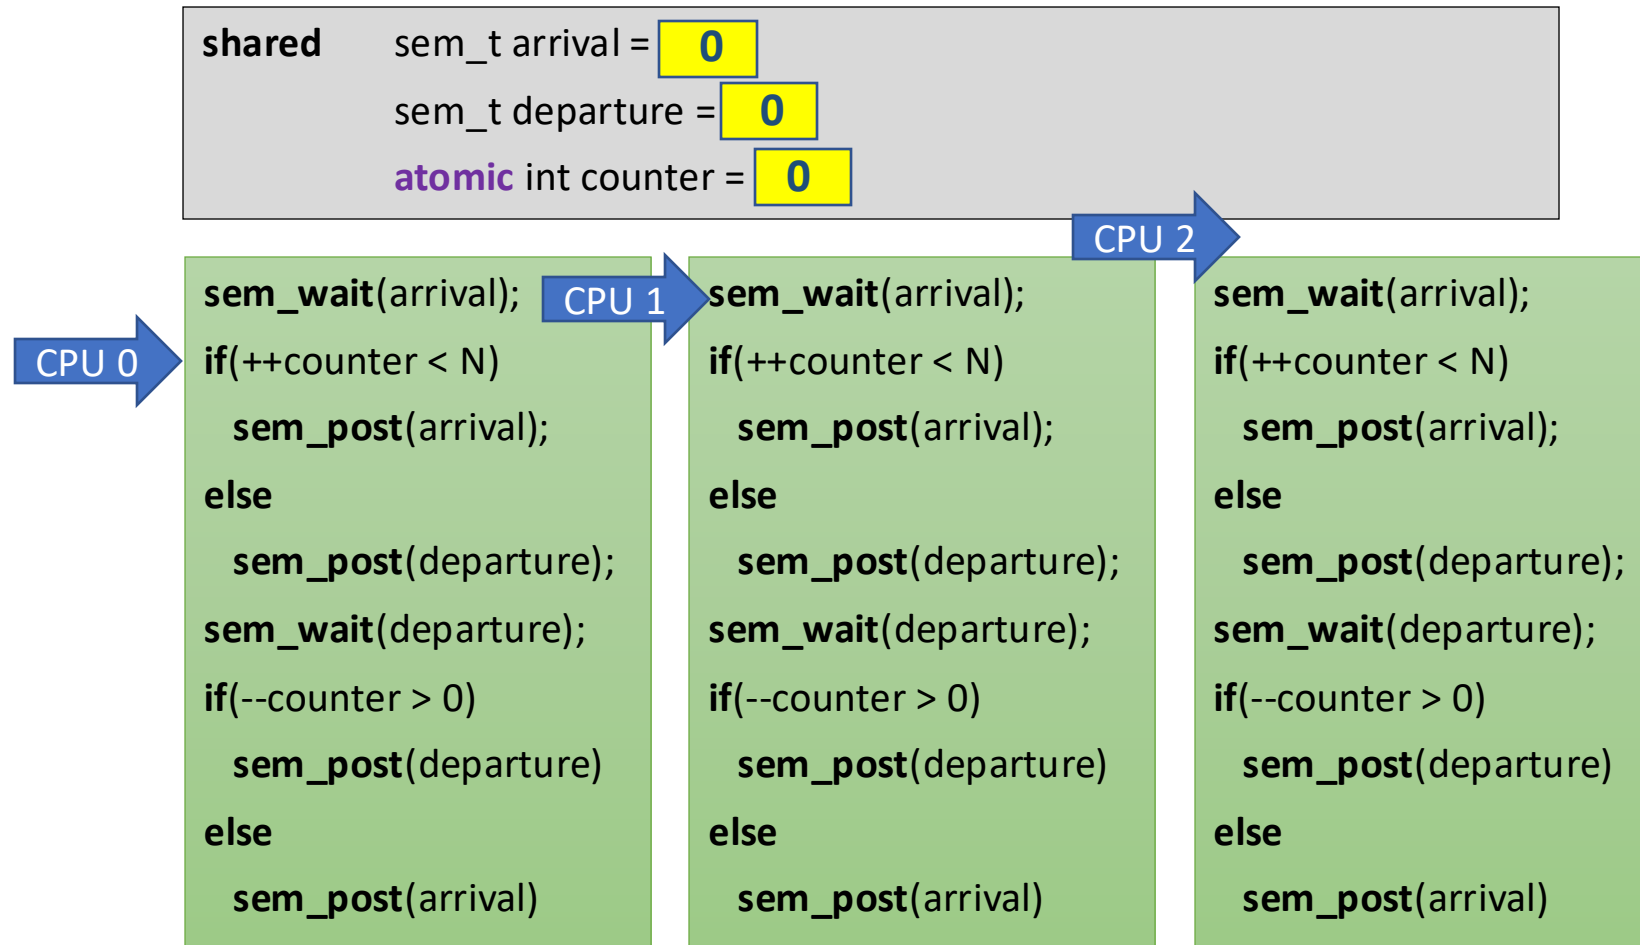 shared sem_t arrival = 0
sem_t departure = 0
atomic int counter = 0
CPU 0
CPU 1
CPU 2
sem_wait(arrival);
if(++counter < N)
sem_post(arrival);
else
sem_post(departure);
sem_wait(departure);
if(--counter > 0)
sem_post(departure)
else
sem_post(arrival)
sem_wait(arrival);
if(++counter < N)
sem_post(arrival);
else
sem_post(departure);
sem_wait(departure);
if(--counter > 0)
sem_post(departure)
else
sem_post(arrival)
sem_wait(arrival);
if(++counter < N)
sem_post(arrival);
else
sem_post(departure);
sem_wait(departure);
if(--counter > 0)
sem_post(departure)
else
sem_post(arrival)